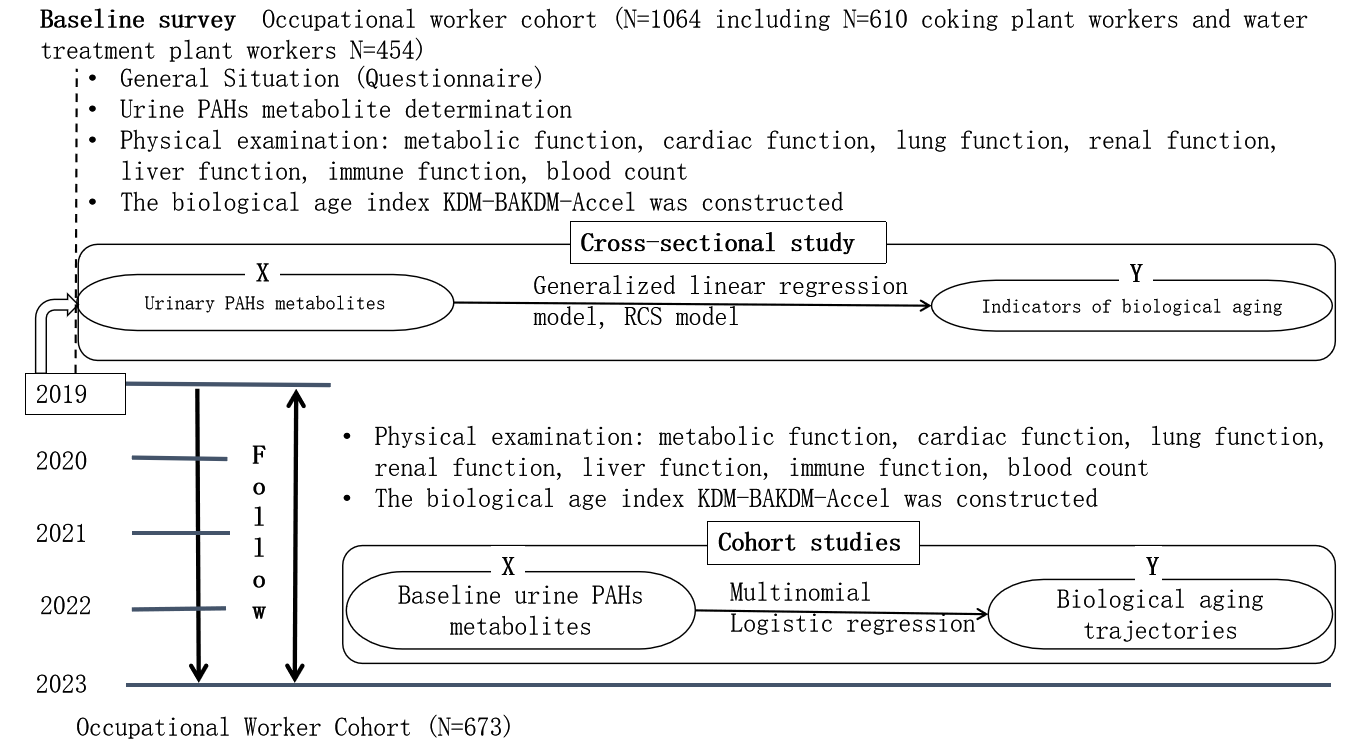 Baseline survey Occupational worker cohort (N=1064 including N=610 coking plant workers and water
treatment plant workers N=454)
• General Situation (Questionnaire)
• Urine PAHs metabolite determination
• Physical examination: metabolic function, cardiac function, lung function, renal function,
liver function, immune function, blood count
• The biological age index KDM-BAKDM-Accel was constructed
Cross-sectional study
X
Urinary PAHs metabolites
Generalized linear regression
model, RCS model
Y
Indicators of biological aging
2019
2020
2021
2022
2023
F
o
l
l
o
w
• Physical examination: metabolic function, cardiac function, lung function,
renal function, liver function, immune function, blood count
• The biological age index KDM-BAKDM-Accel was constructed
Cohort studies
X
Baseline urine PAHs
metabolites
Multinomial
Logistic regression
Y
Biological aging
trajectories
Occupational Worker Cohort (N=673)